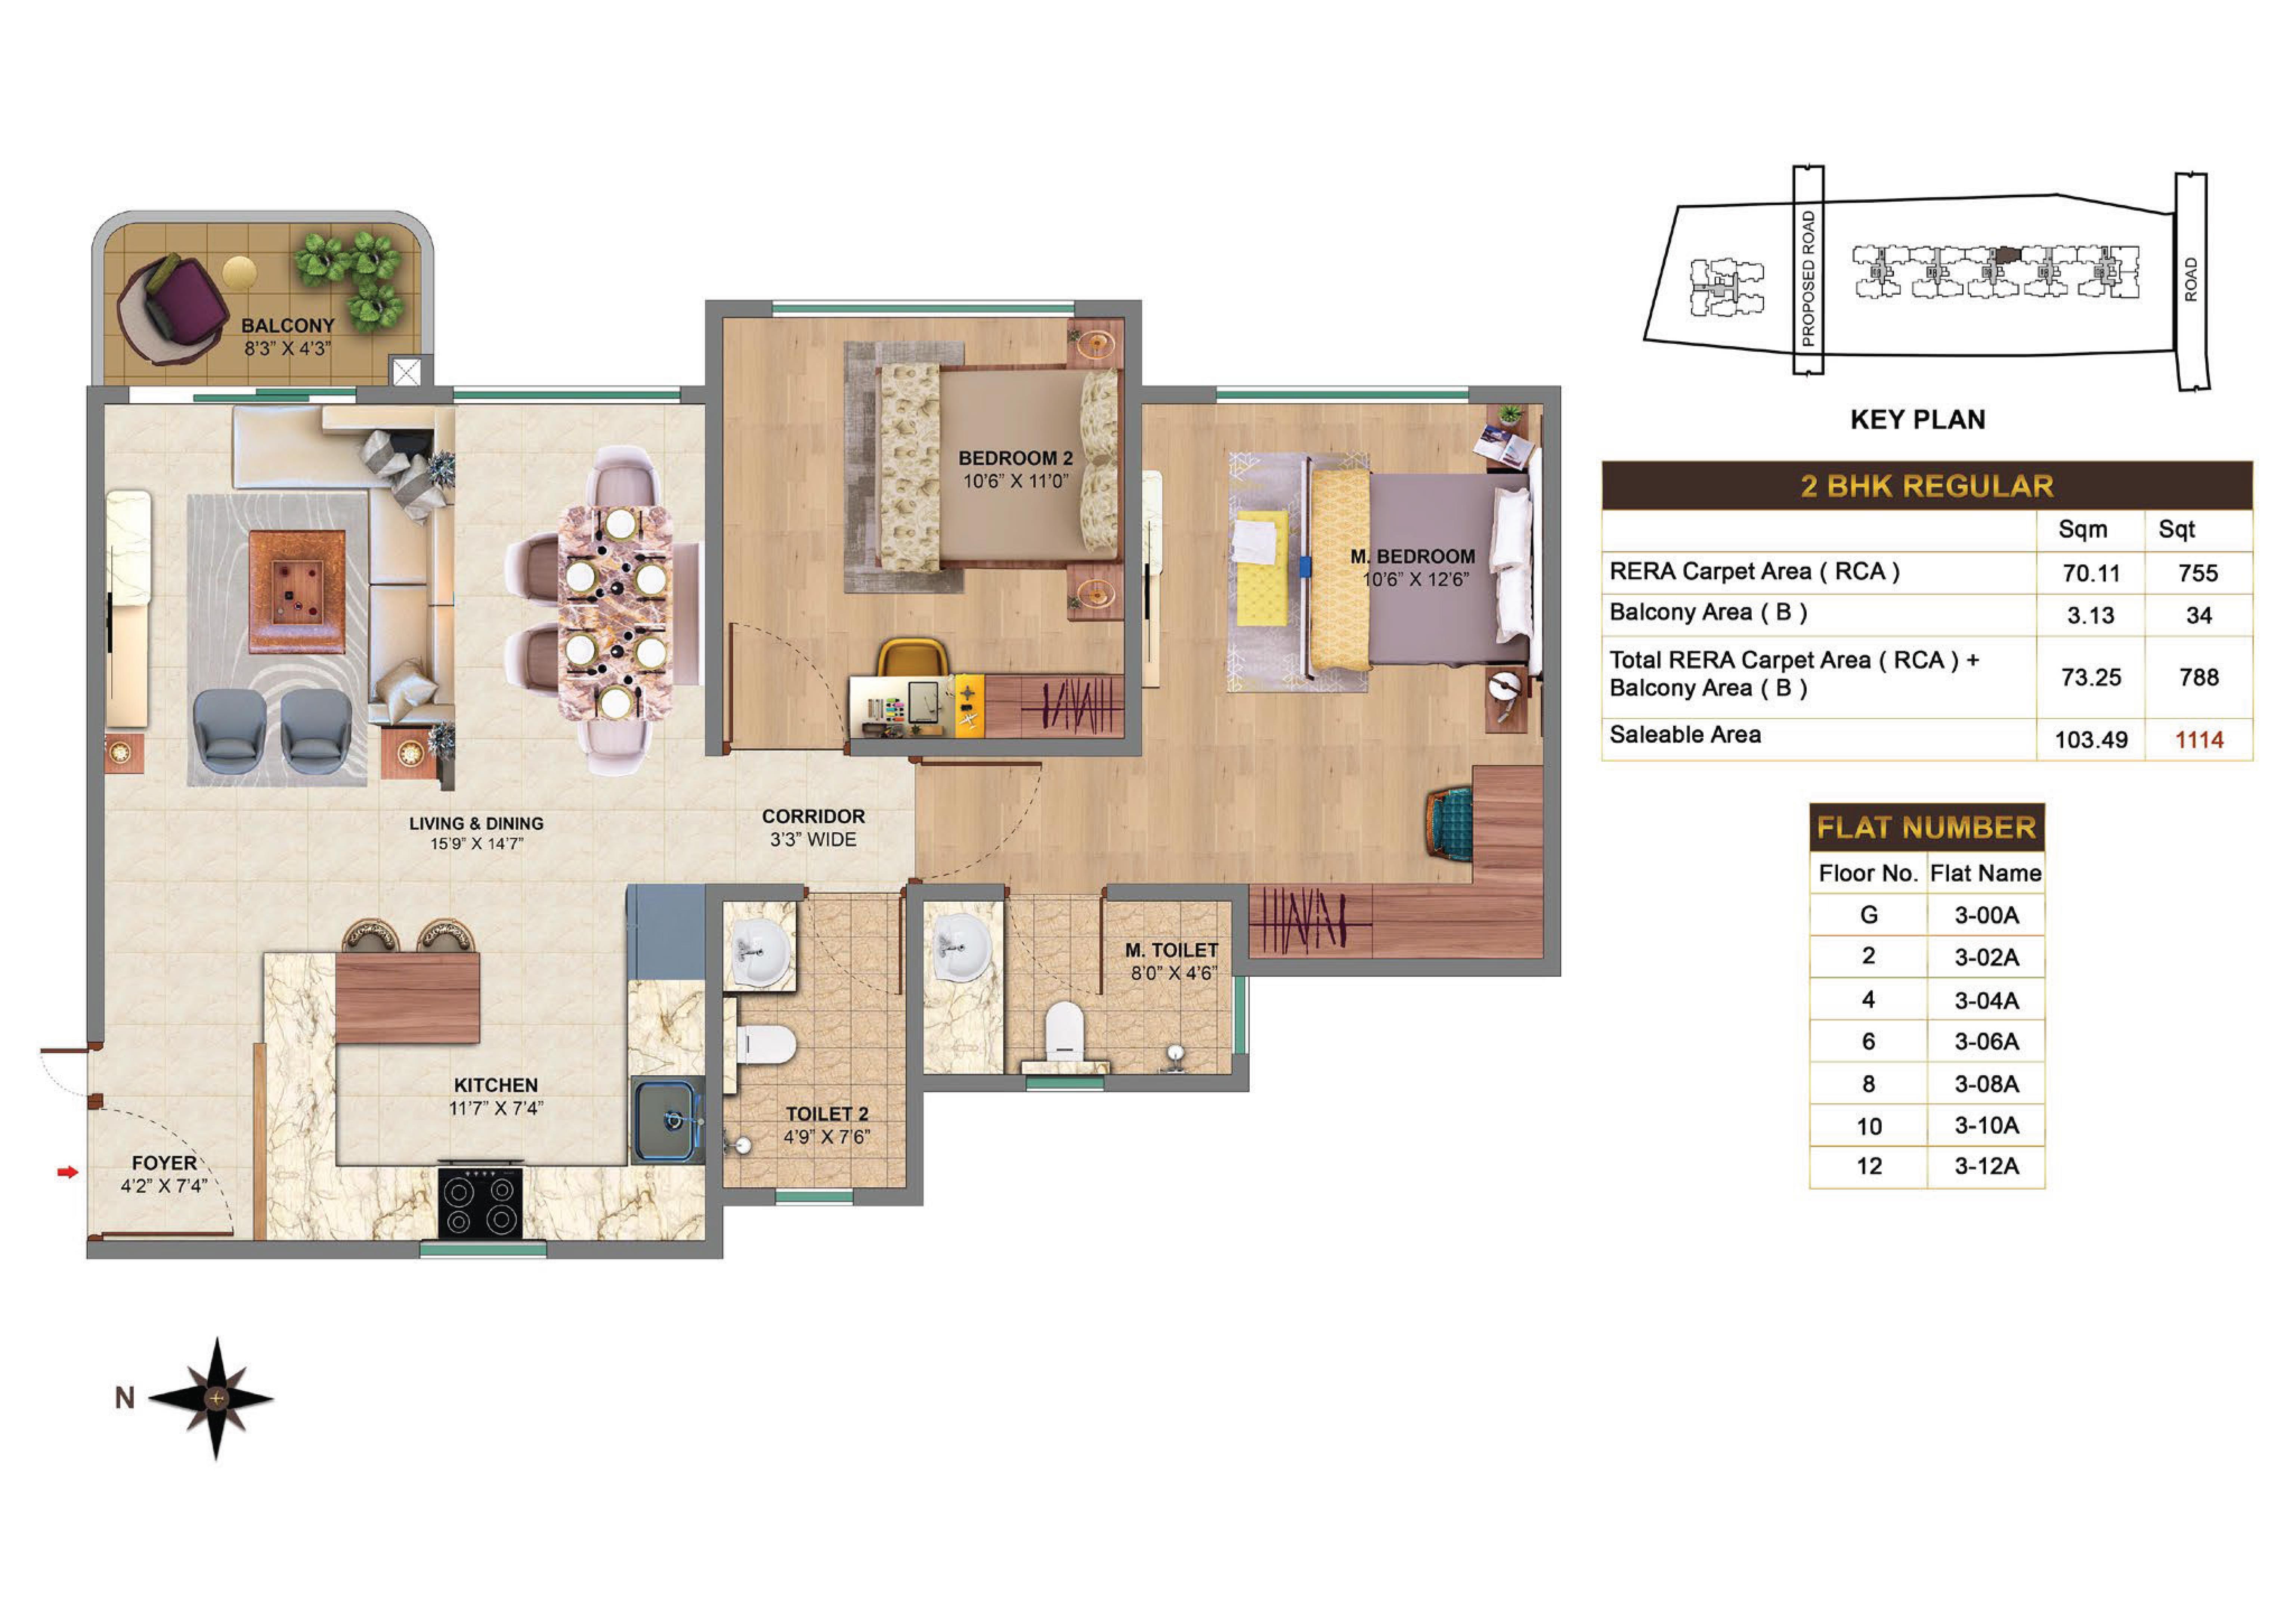 BALCONY
8'3” X 4'3”
BEDROOM 2
10'6” X 11'0”
M. BEDROOM
10'6” X 12'6”
LIVING & DINING
15'9” X 14'7”
CORRIDOR
3'3” WIDE
M. TOILET
8'0” X 4'6”
KITCHEN
11'7” X 7'4”
TOILET 2
4'9” X 7'6”
FOYER
4'2” X 7'4”
N
PROPOSED ROAD
ROAD
KEY PLAN
2 BHK REGULAR
Sqm Sqt
RERA Carpet Area ( RCA ) 70.11 755
Balcony Area ( B ) 3.13 34
Total RERA Carpet Area ( RCA ) +
Balcony Area ( B ) 73.25 788
Saleable Area 103.49 1114
FLAT NUMBER
Floor No. Flat Name
G 3-00A
2 3-02A
4 3-04A
6 3-06A
8 3-08A
10 3-10A
12 3-12A